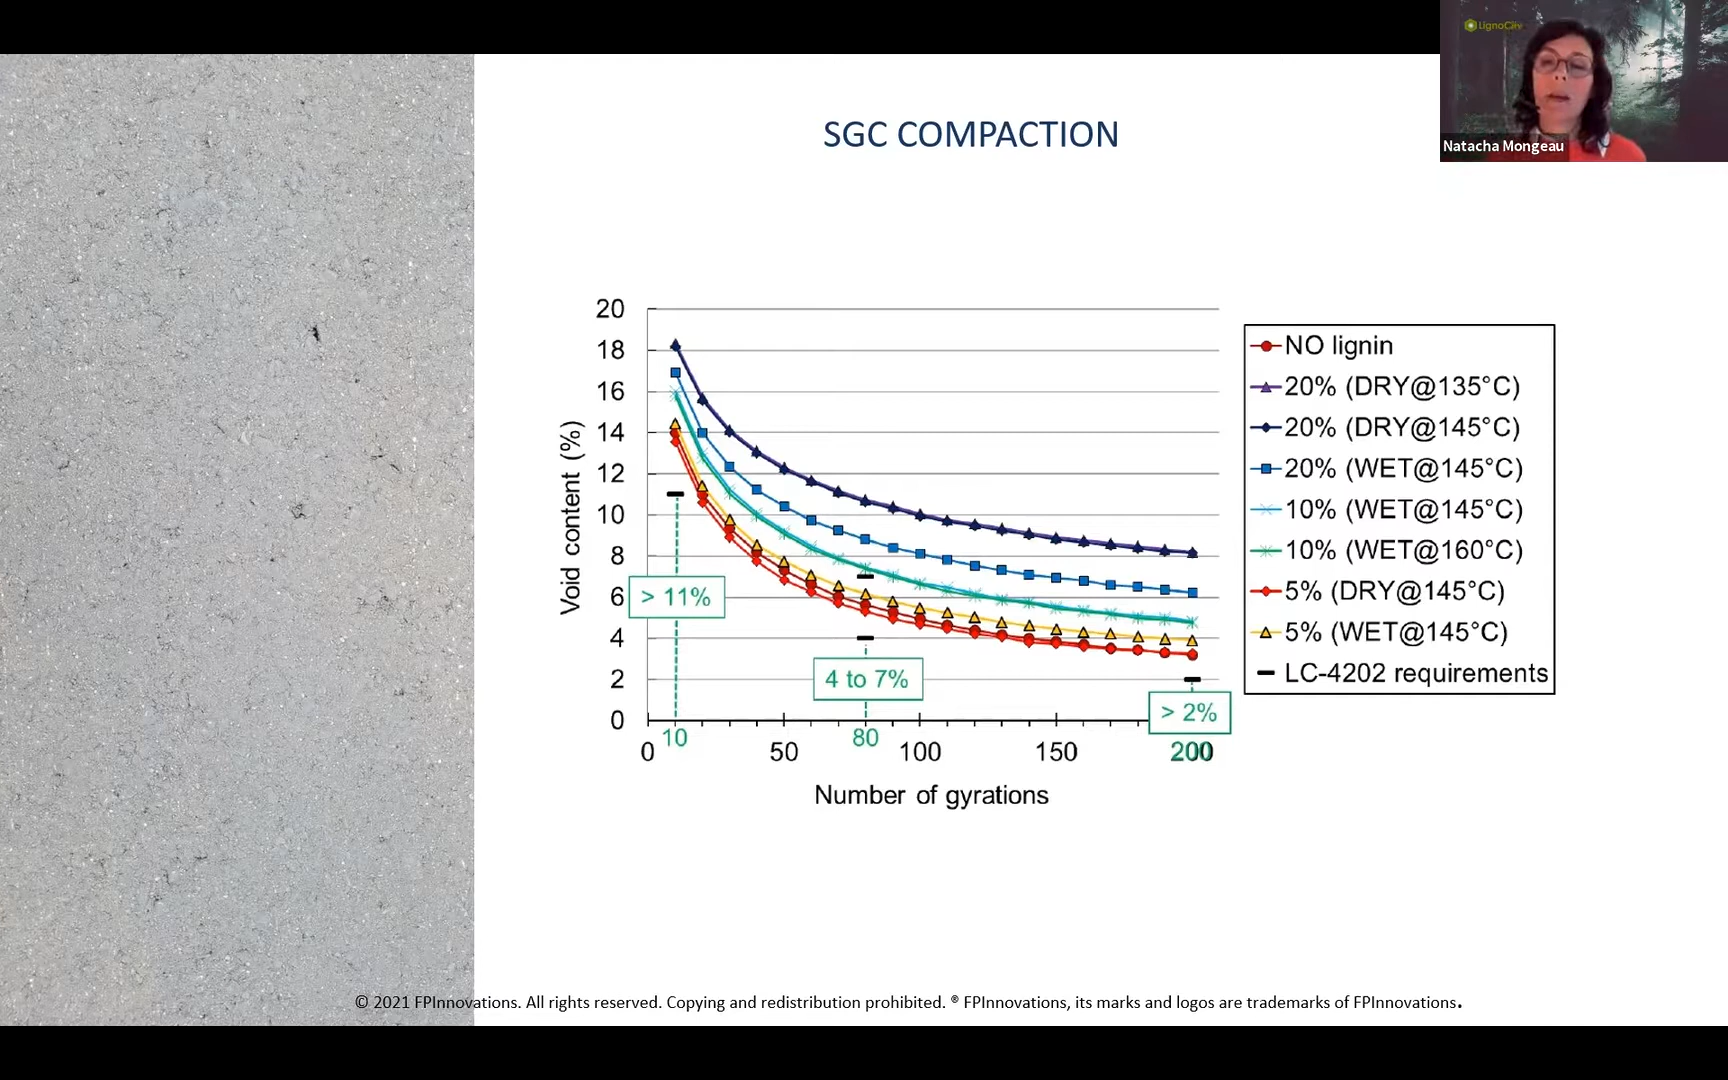 LignoCity
Natacha Mongeau
SGC COMPACTION
20
18
16
14
12
10
8
6
4
2
0
Void content (%)
> 11%
4 to 7%
> 2%
0
10
50
80
100
150
200
Number of gyrations
NO lignin
20% (DRY@135°C)
20% (DRY@145°C)
20% (WET@145°C)
10% (WET@145°C)
10% (WET@160°C)
5% (DRY@145°C)
5% (WET@145°C)
LC-4202 requirements
© 2021 FPInnovations. All rights reserved. Copying and redistribution prohibited. ® FPInnovations, its marks and logos are trademarks of FPInnovations.